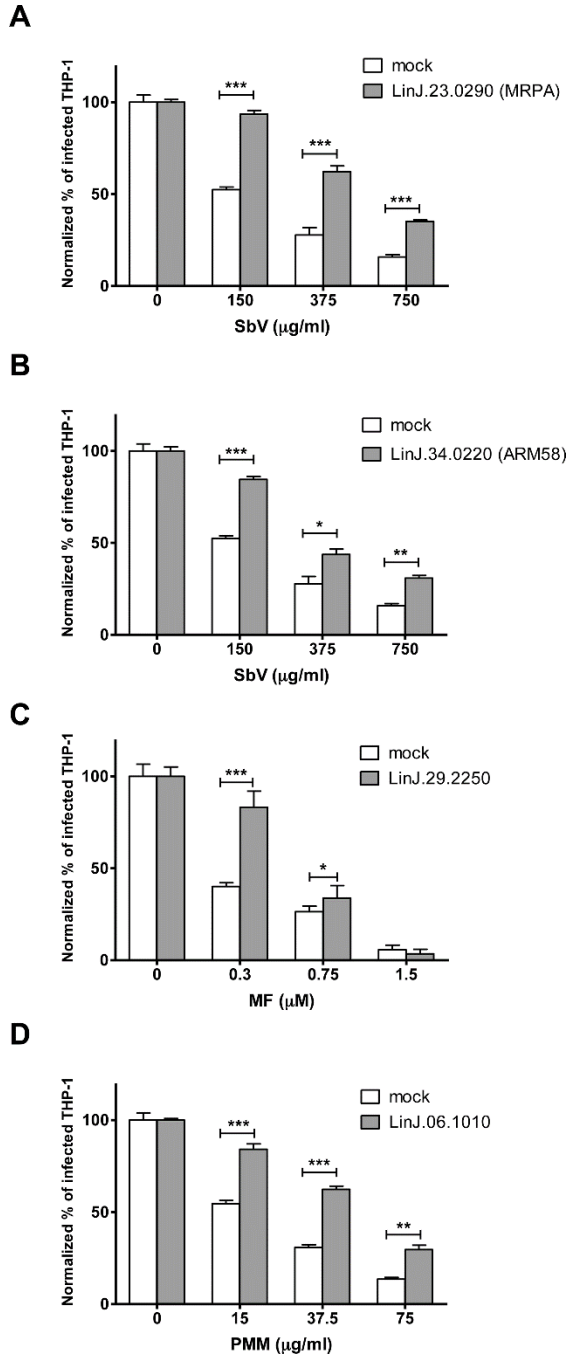 A
Normalized % of infected THP-1
100
50
0
mock
LinJ.23.0290 (MRPA)
***
***
***
0 150 375 750
SbV (μg/ml)
B
Normalized % of infected THP-1
100
50
0
mock
LinJ.34.0220 (ARM58)
***
*
**
0 150 375 750
SbV (μg/ml)
C
Normalized % of infected THP-1
100
50
0
mock
LinJ.29.2250
***
*
0 0.3 0.75 1.5
MF (μM)
D
Normalized % of infected THP-1
100
50
0
mock
LinJ.06.1010
***
***
**
0 15 37.5 75
PMM (μg/ml)